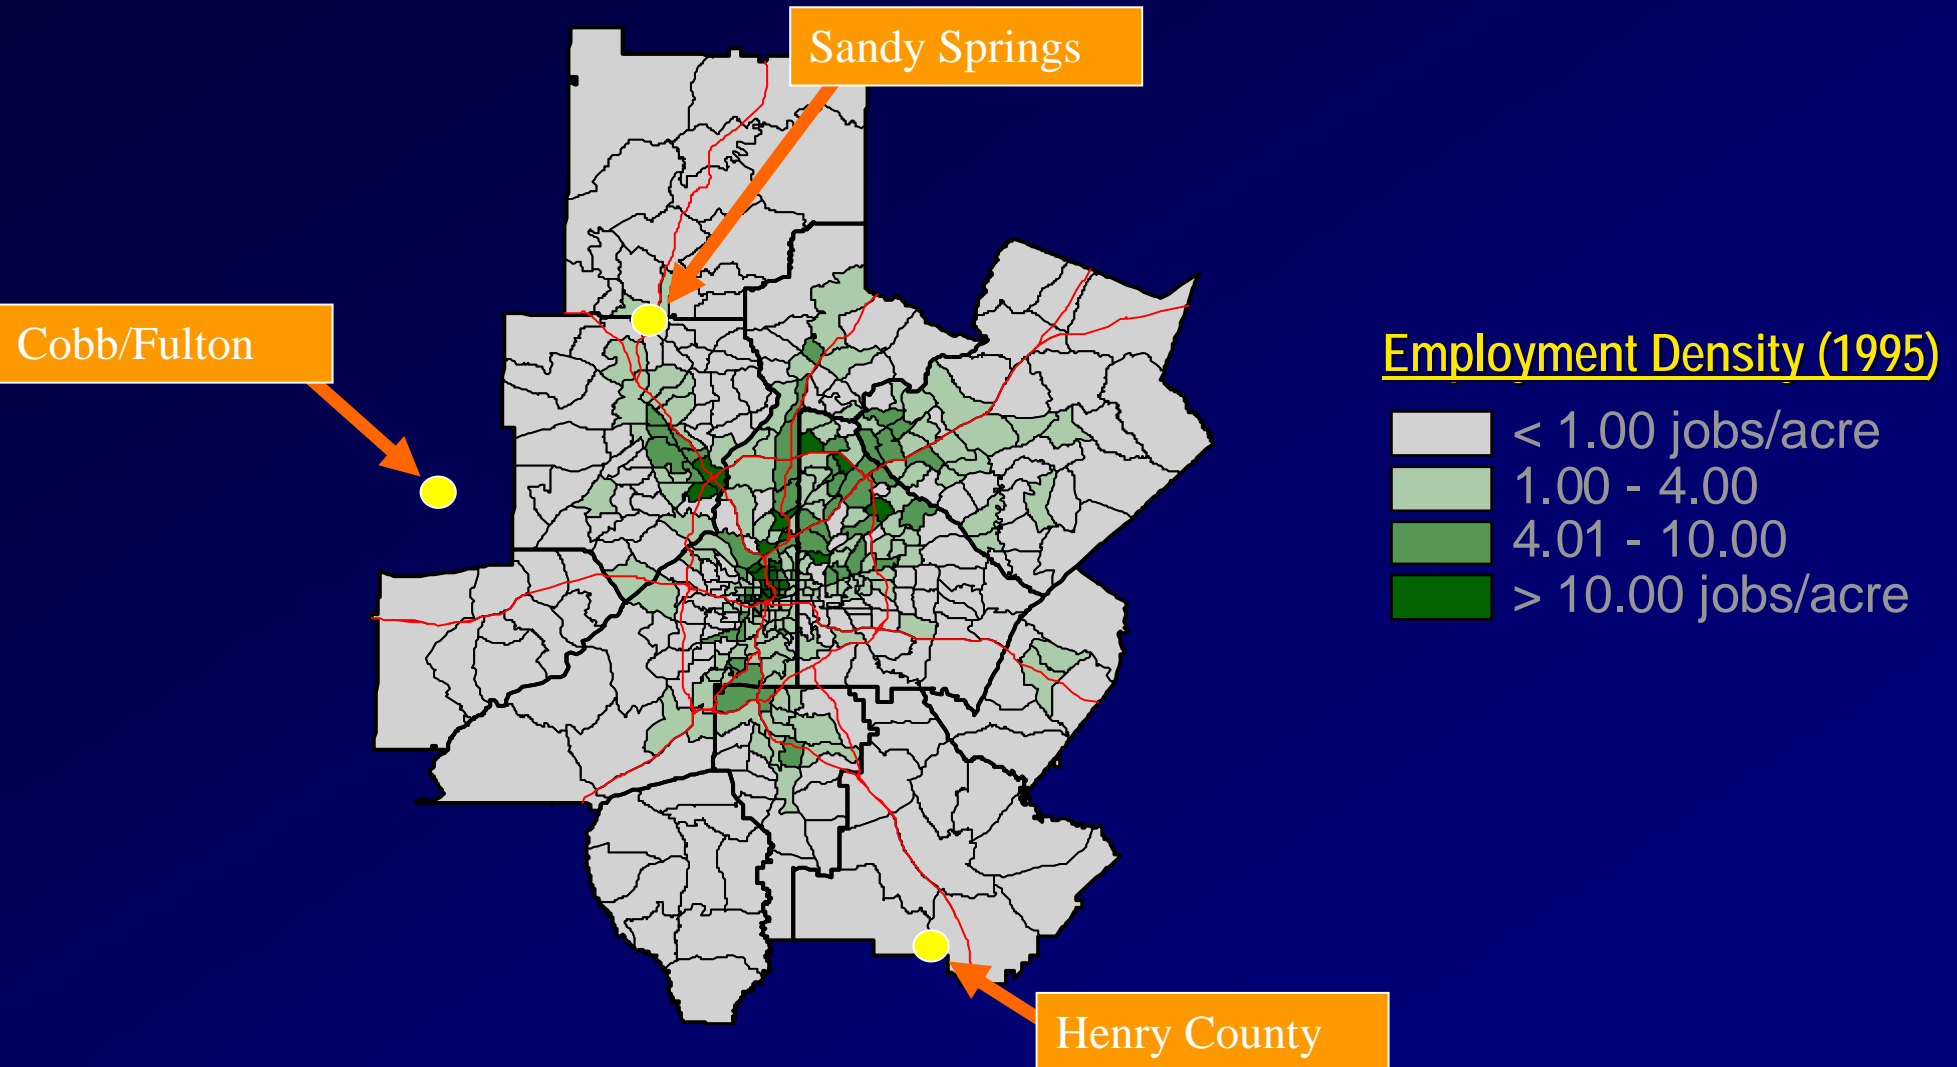 Sandy Springs
Cobb/Fulton
Employment Density (1995)
< 1.00 jobs/acre
1.00 - 4.00
4.01 - 10.00
> 10.00 jobs/acre
Henry County